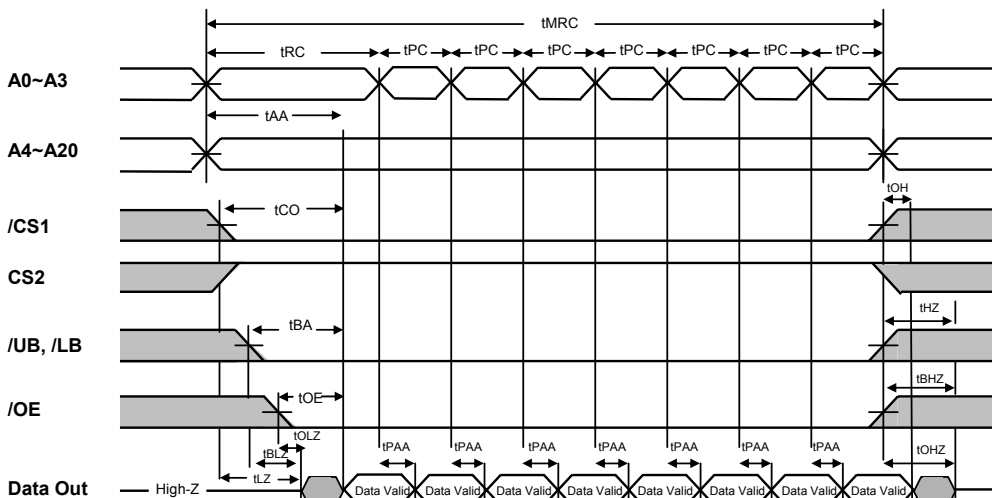 tMRC
tRC tPC tPC tPC tPC tPC tPC tPC
A0~A3
tAA
A4~A20
tCO tOH
/CS1
CS2
tBA tHZ
/UB, /LB
tOE tBHZ
/OE
tOLZ
tBLZ tPAA tPAA tPAA tPAA tPAA tPAA tPAA tOHZ
tLZ
Data Out High-Z Data Valid Data Valid Data Valid Data Valid Data Valid Data Valid Data Valid Data Valid